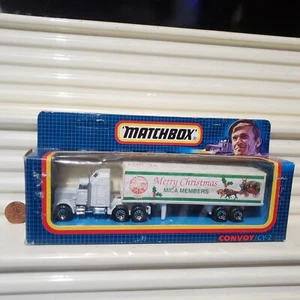 MATCHBOX
Merry Christmas
MICA MEMBERS
CONVOY CY-2